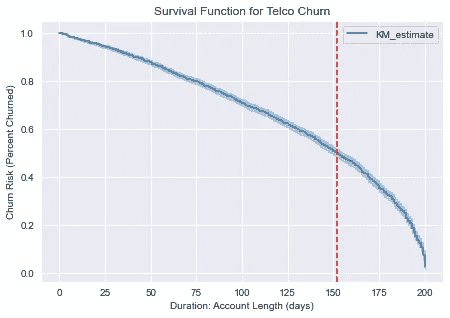 Survival Function for Telco Churn
KM_estimate
Churn Risk (Percent Churned)
1.0
0.8
0.6
0.4
0.2
0.0
0 25 50 75 100 125 150 175 200
Duration: Account Length (days)